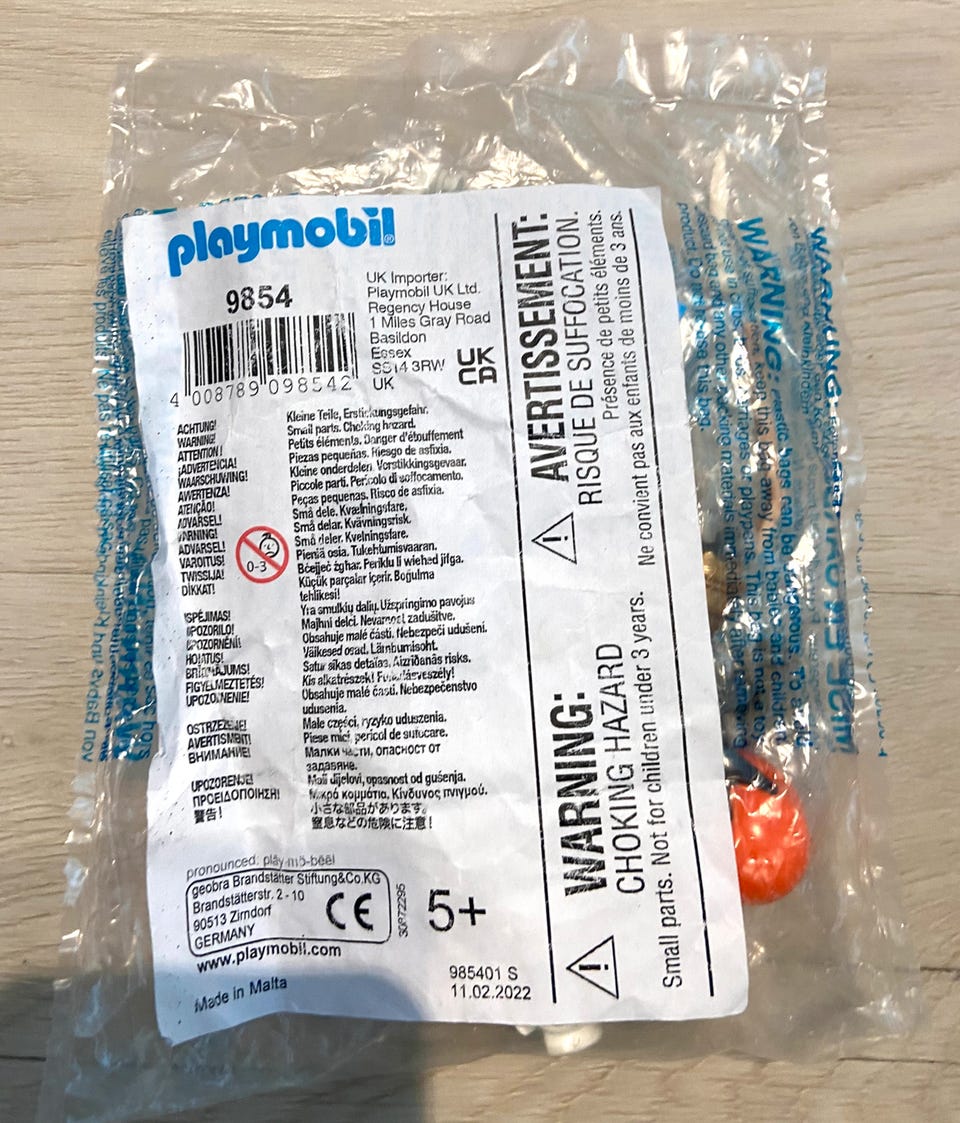 playmobil®
9854
4 008789 098542
UK Importer:
Playmobil UK Ltd.
Regency House
1 Miles Gray Road
Basildon
Essex
SS14 3RW
UK
UK
CA
ACHTUNG!
WARNING!
ATTENTION !
¡ADVERTENCIA!
WAARSCHUWING!
AVVERTENZA!
ATENÇÃO!
ADVARSEL!
VARNING!
ADVARSEL!
VAROITUS!
TWISSIJA!
DİKKAT!
0-3
Kleine Teile, Erstickungsgefahr.
Small parts. Choking hazard.
Petits éléments. Danger d'étouffement
Piezas pequeñas. Riesgo de asfixia.
Kleine onderdelen. Verstikkingsgevaar.
Piccole parti. Pericolo di soffocamento.
Peças pequenas. Risco de asfixia.
Små dele. Kvælningsfare.
Små delar. Kvävningsrisk.
Små deler. Kvelningsfare.
Pieniä osia. Tukehtumisvaaran.
Bċejjeċ żgħar. Periklu li wieħed jifga.
Küçük parçalar içerir. Boğulma
tehlikesi!
ĮSPĖJIMAS!
OPOZORILO!
UPOZORNĚNÍ!
HOIATUS!
BRĪDINĀJUMS!
FIGYELMEZTETÉS!
UPOZORNENIE!
Yra smulkių dalių. Užspringimo pavojus
Majhni delci. Nevarnost zadušitve.
Obsahuje malé části. Nebezpečí udušení.
Väikesed osad. Lämbumisoht.
Satur sīkas detaļas. Aizrīšanās risks.
Kis alkatrészek! Fulladásveszély!
Obsahuje malé časti. Nebezpečenstvo
udusenia.
OSTRZEŻENIE!
AVERTISMENT!
ВНИМАНИЕ!
Małe części, ryzyko uduszenia.
Piese mici, pericol de sufocare.
Малки части, опасност от
задавяне.
UPOZORENJE!
ΠΡΟΕΙΔΟΠΟΙΗΣΗ!
警告!
Mali dijelovi, opasnost od gušenja.
Μικρά κομμάτια. Κίνδυνος πνιγμού.
小さな部品があります。
窒息などの危険に注意!
pronounced: plāy-mō-bēēl
geobra Brandstätter Stiftung&Co.KG
Brandstätterstr. 2 - 10
90513 Zirndorf
GERMANY
CE
30872295
5+
www.playmobil.com
Made in Malta
985401 S
11.02.2022
AVERTISSEMENT:
RISQUE DE SUFFOCATION.
Présence de petits éléments.
Ne convient pas aux enfants de moins de 3 ans.
WARNING:
CHOKING HAZARD
Small parts. Not for children under 3 years.
WARNING: